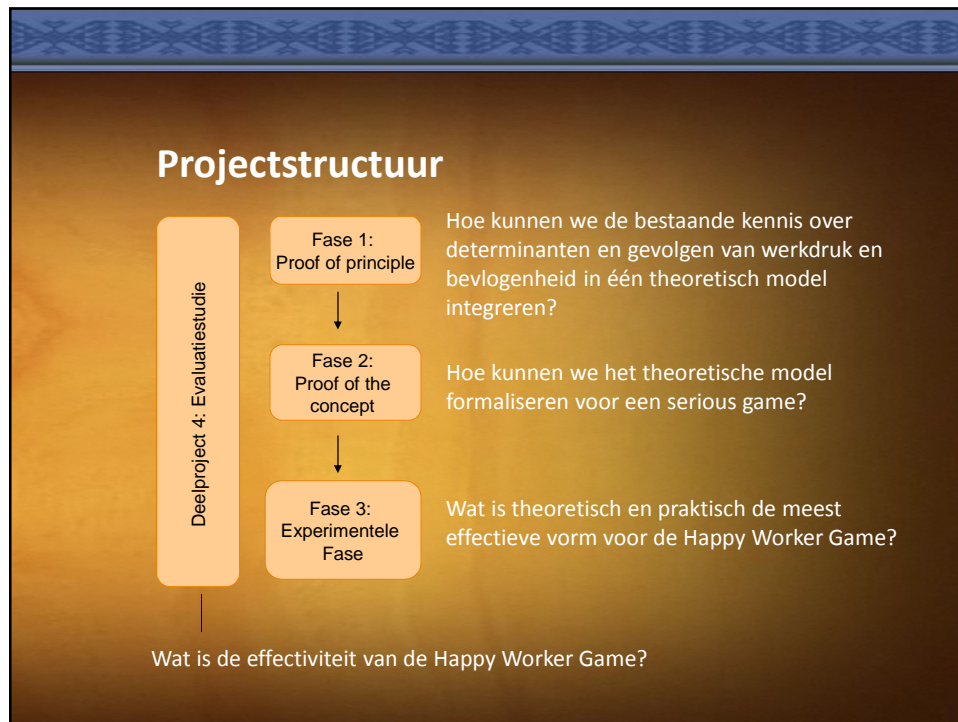 Projectstructuur
Deelproject 4: Evaluatiestudie
Fase 1:
Proof of principle
Hoe kunnen we de bestaande kennis over
determinanten en gevolgen van werkdruk en
bevlogenheid in één theoretisch model
integreren?
Fase 2:
Proof of the
concept
Hoe kunnen we het theoretische model
formaliseren voor een serious game?
Fase 3:
Experimentele
Fase
Wat is theoretisch en praktisch de meest
effectieve vorm voor de Happy Worker Game?
Wat is de effectiviteit van de Happy Worker Game?